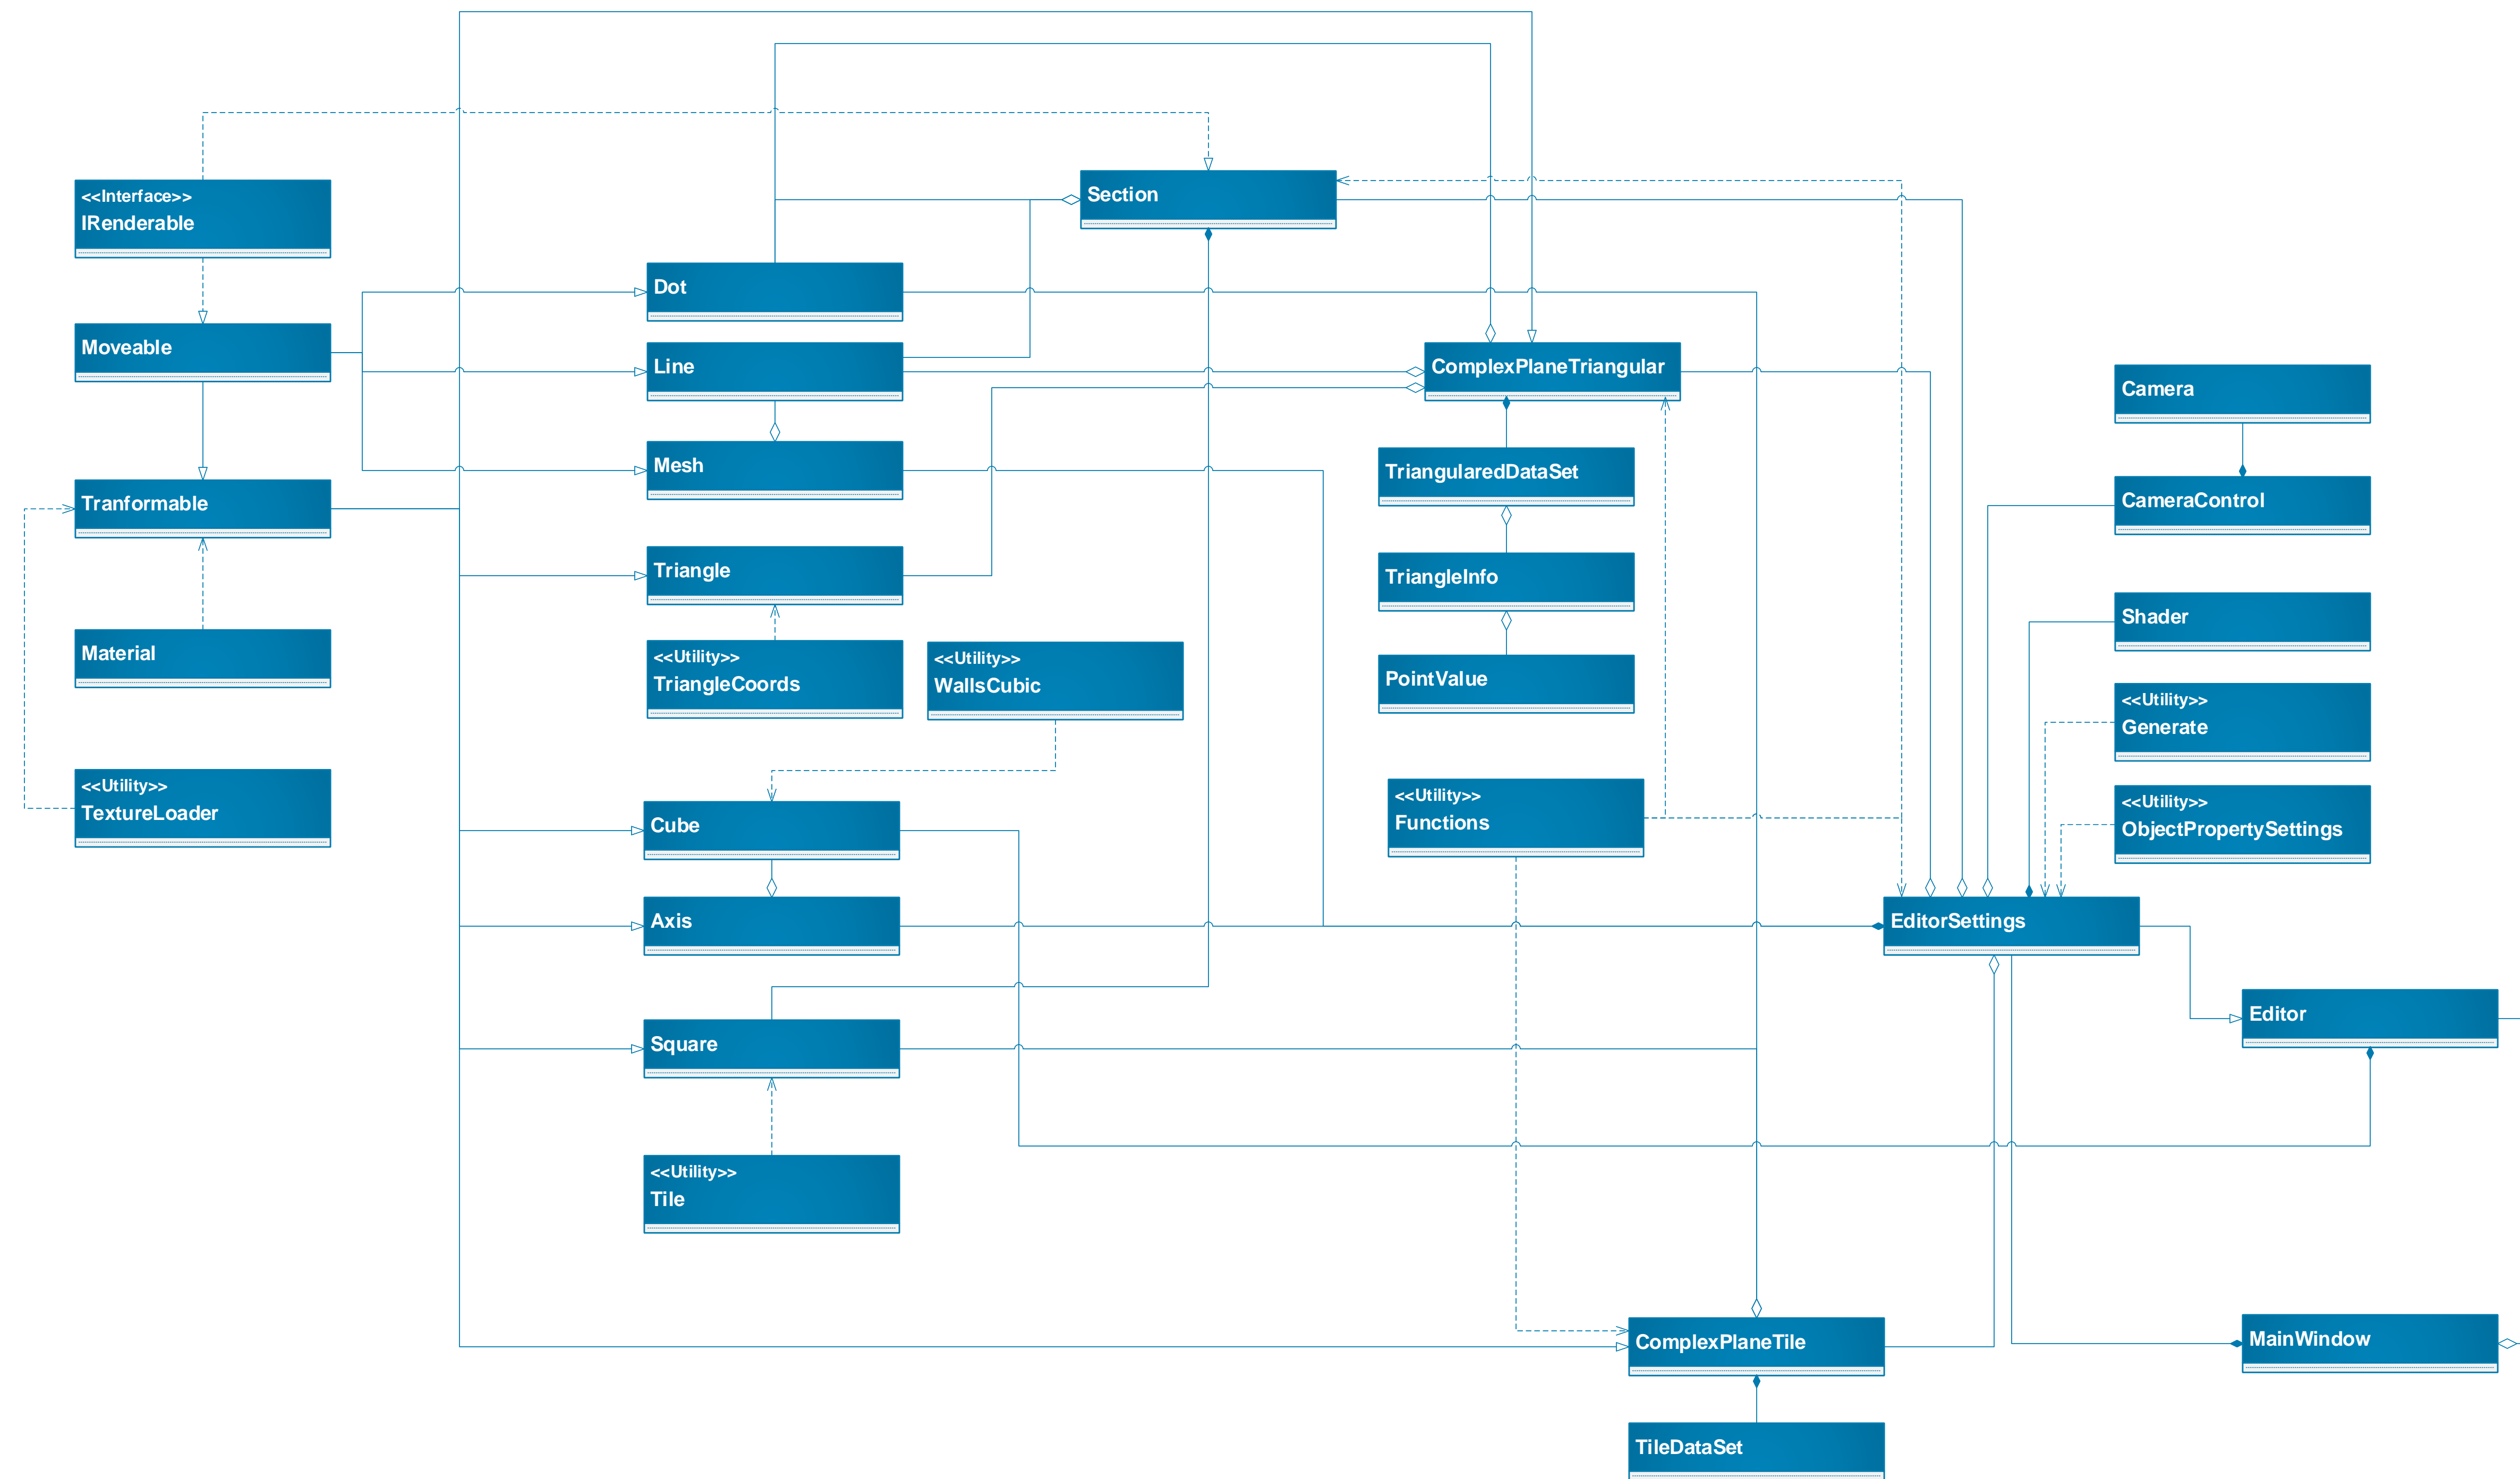 Section
<<Interface>>
IRenderable
Dot
Moveable
Line
ComplexPlaneTriangular
Camera
Mesh
TriangularedDataSet
Tranformable
CameraControl
Triangle
TriangleInfo
Shader
Material
<<Utility>>
TriangleCoords
<<Utility>>
WallsCubic
PointValue
<<Utility>>
Generate
<<Utility>>
TextureLoader
Cube
<<Utility>>
Functions
<<Utility>>
ObjectPropertySettings
Axis
EditorSettings
Square
Editor
<<Utility>>
Tile
ComplexPlaneTile
MainWindow
TileDataSet